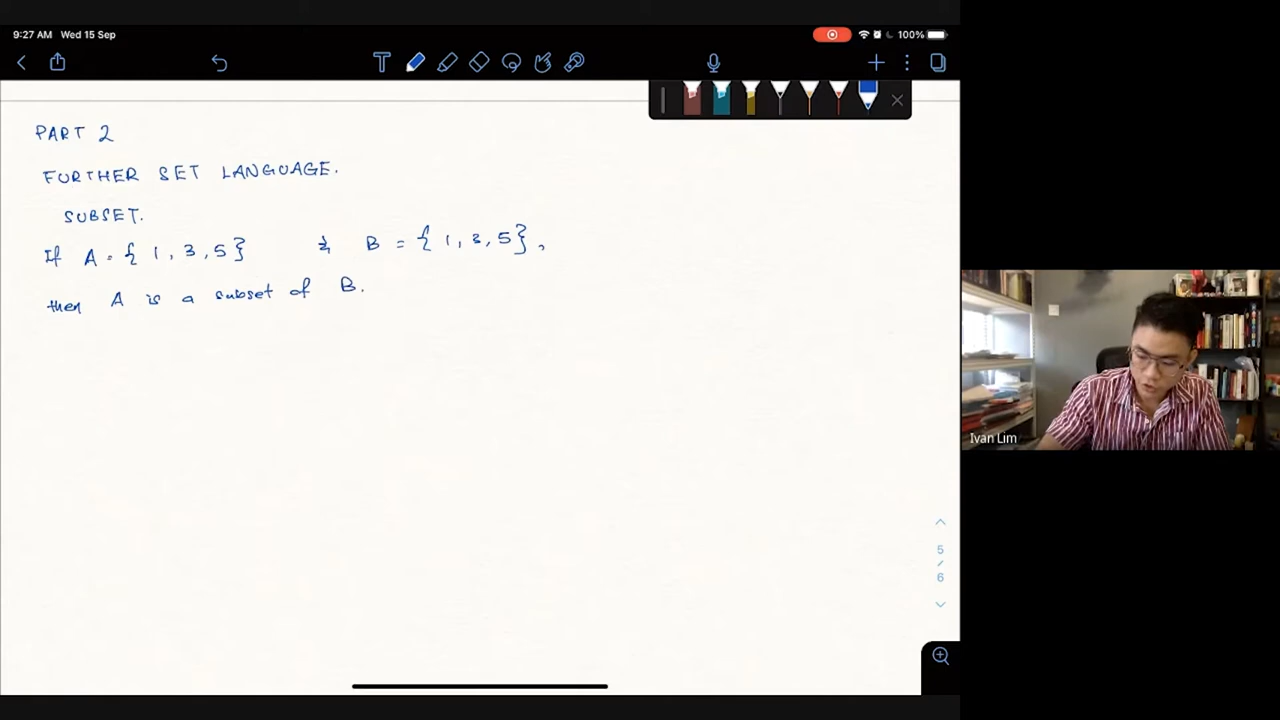 9:27 AM Wed 15 Sep
100%
PART 2
FURTHER SET LANGUAGE.
SUBSET.
If A = { 1, 3, 5 } & B = { 1, 3, 5 },
then A is a subset of B.
Ivan Lim
5
/
6